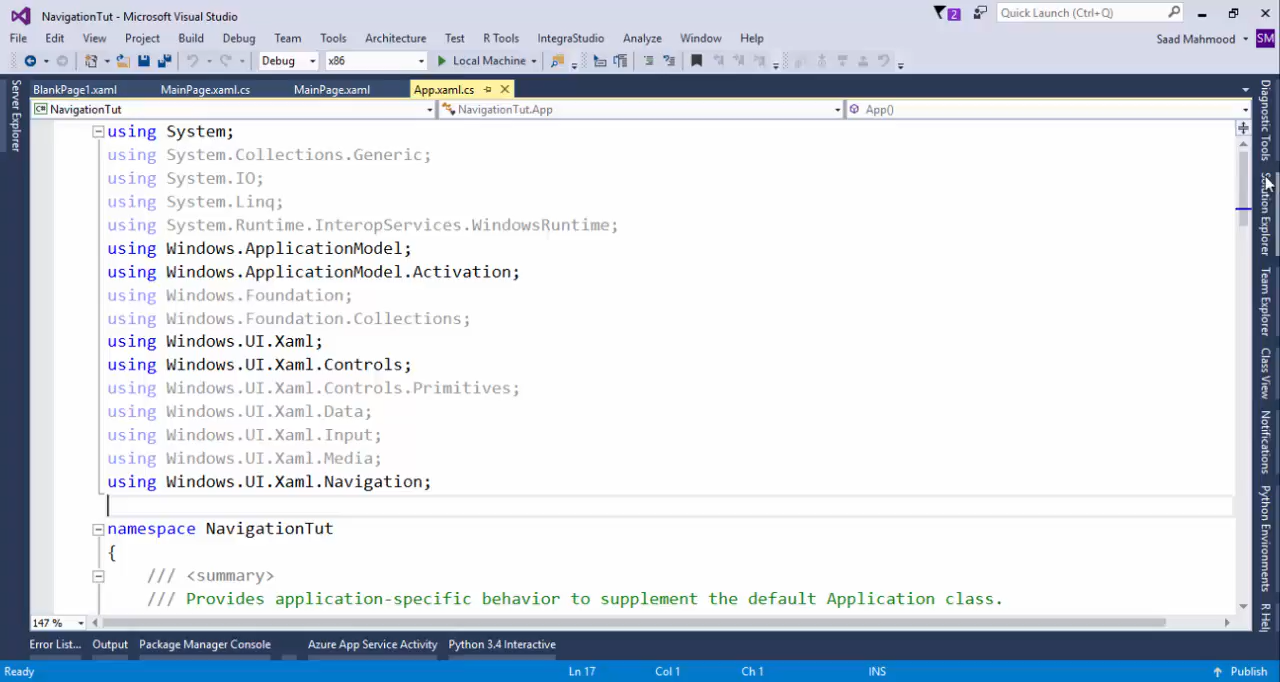 NavigationTut - Microsoft Visual Studio
2
Quick Launch (Ctrl+Q)
File Edit View Project Build Debug Team Tools Architecture Test R Tools IntegraStudio Analyze Window Help
Saad Mahmood SM
Debug x86 Local Machine
BlankPage1.xaml MainPage.xaml.cs MainPage.xaml App.xaml.cs
C# NavigationTut NavigationTut.App App()
using System;
using System.Collections.Generic;
using System.IO;
using System.Linq;
using System.Runtime.InteropServices.WindowsRuntime;
using Windows.ApplicationModel;
using Windows.ApplicationModel.Activation;
using Windows.Foundation;
using Windows.Foundation.Collections;
using Windows.UI.Xaml;
using Windows.UI.Xaml.Controls;
using Windows.UI.Xaml.Controls.Primitives;
using Windows.UI.Xaml.Data;
using Windows.UI.Xaml.Input;
using Windows.UI.Xaml.Media;
using Windows.UI.Xaml.Navigation;
namespace NavigationTut
{
/// <summary>
/// Provides application-specific behavior to supplement the default Application class.
Server Explorer
Diagnostic Tools
Solution Explorer
Team Explorer
Class View
Notifications
Python Environments
R Help
147 %
Error List... Output Package Manager Console Azure App Service Activity Python 3.4 Interactive
Ready Ln 17 Col 1 Ch 1 INS Publish